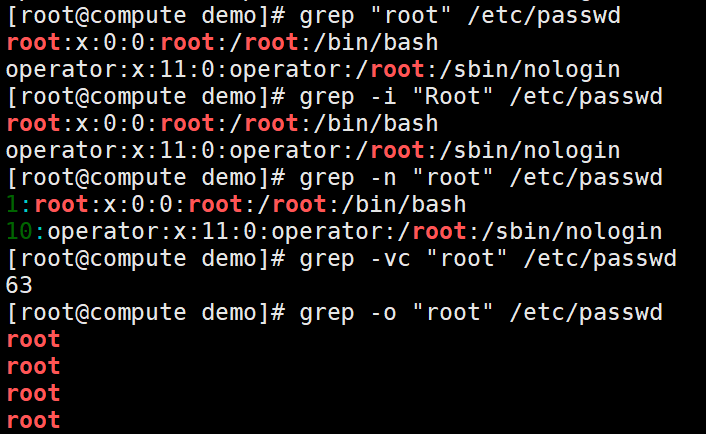 [root@compute demo]# grep "root" /etc/passwd
root:x:0:0:root:/root:/bin/bash
operator:x:11:0:operator:/root:/sbin/nologin
[root@compute demo]# grep -i "Root" /etc/passwd
root:x:0:0:root:/root:/bin/bash
operator:x:11:0:operator:/root:/sbin/nologin
[root@compute demo]# grep -n "root" /etc/passwd
1:root:x:0:0:root:/root:/bin/bash
10:operator:x:11:0:operator:/root:/sbin/nologin
[root@compute demo]# grep -vc "root" /etc/passwd
63
[root@compute demo]# grep -o "root" /etc/passwd
root
root
root
root